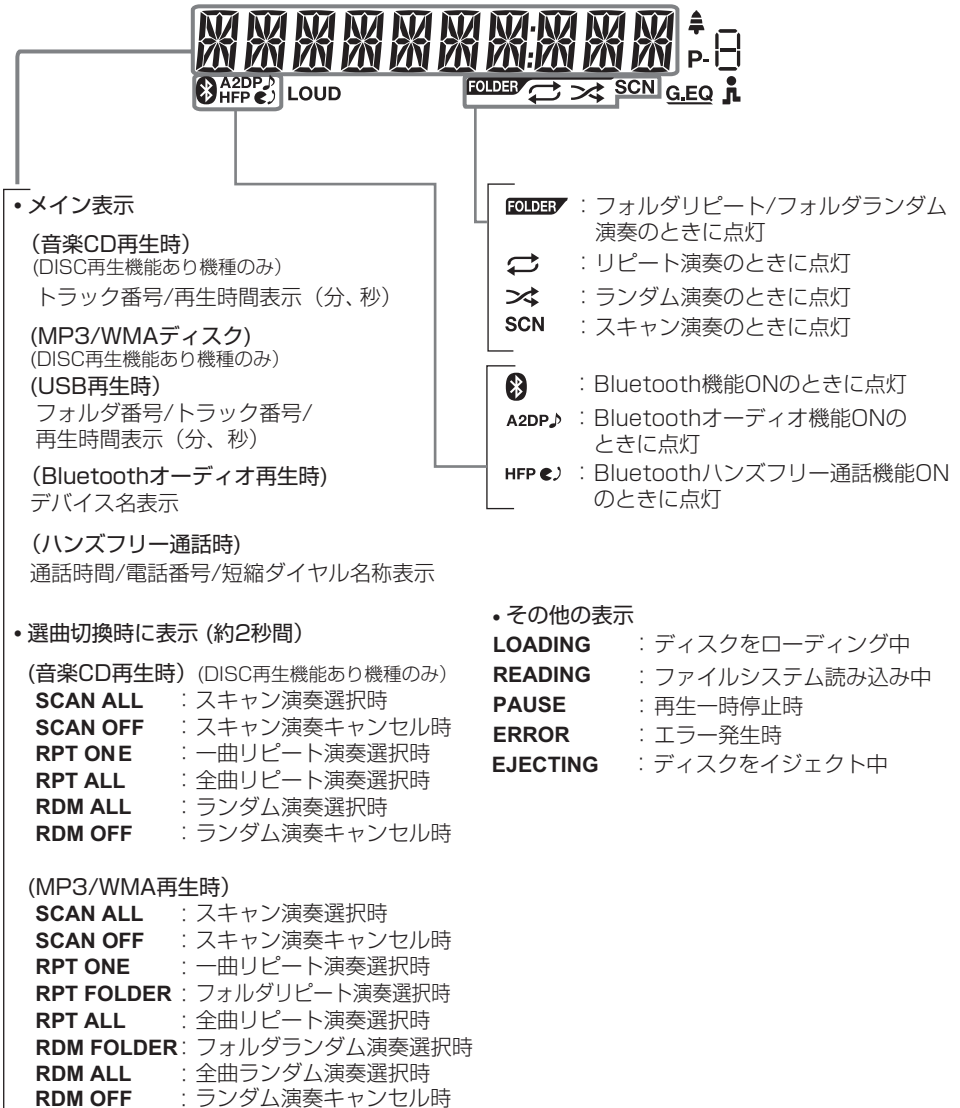 P-
A2DP♪
HFP
LOUD
FOLDER
SCN
G.EQ
• メイン表示
(音楽CD再生時)
(DISC再生機能あり機種のみ)
トラック番号/再生時間表示（分、秒）
(MP3/WMAディスク)
(DISC再生機能あり機種のみ)
(USB再生時)
フォルダ番号/トラック番号/
再生時間表示（分、秒）
(Bluetoothオーディオ再生時)
デバイス名表示
(ハンズフリー通話時)
通話時間/電話番号/短縮ダイヤル名称表示
FOLDER ：フォルダリピート/フォルダランダム
演奏のときに点灯
：リピート演奏のときに点灯
：ランダム演奏のときに点灯
SCN ：スキャン演奏のときに点灯
：Bluetooth機能ONのときに点灯
A2DP♪ ：Bluetoothオーディオ機能ONの
ときに点灯
HFP ：Bluetoothハンズフリー通話機能ON
のときに点灯
• 選曲切換時に表示 (約2秒間)
(音楽CD再生時) (DISC再生機能あり機種のみ)
SCAN ALL ：スキャン演奏選択時
SCAN OFF ：スキャン演奏キャンセル時
RPT ONE ：一曲リピート演奏選択時
RPT ALL ：全曲リピート演奏選択時
RDM ALL ：ランダム演奏選択時
RDM OFF ：ランダム演奏キャンセル時
(MP3/WMA再生時)
SCAN ALL ：スキャン演奏選択時
SCAN OFF ：スキャン演奏キャンセル時
RPT ONE ：一曲リピート演奏選択時
RPT FOLDER ：フォルダリピート演奏選択時
RPT ALL ：全曲リピート演奏選択時
RDM FOLDER ：フォルダランダム演奏選択時
RDM ALL ：全曲ランダム演奏選択時
RDM OFF ：ランダム演奏キャンセル時
• その他の表示
LOADING ：ディスクをローディング中
READING ：ファイルシステム読み込み中
PAUSE ：再生一時停止時
ERROR ：エラー発生時
EJECTING ：ディスクをイジェクト中